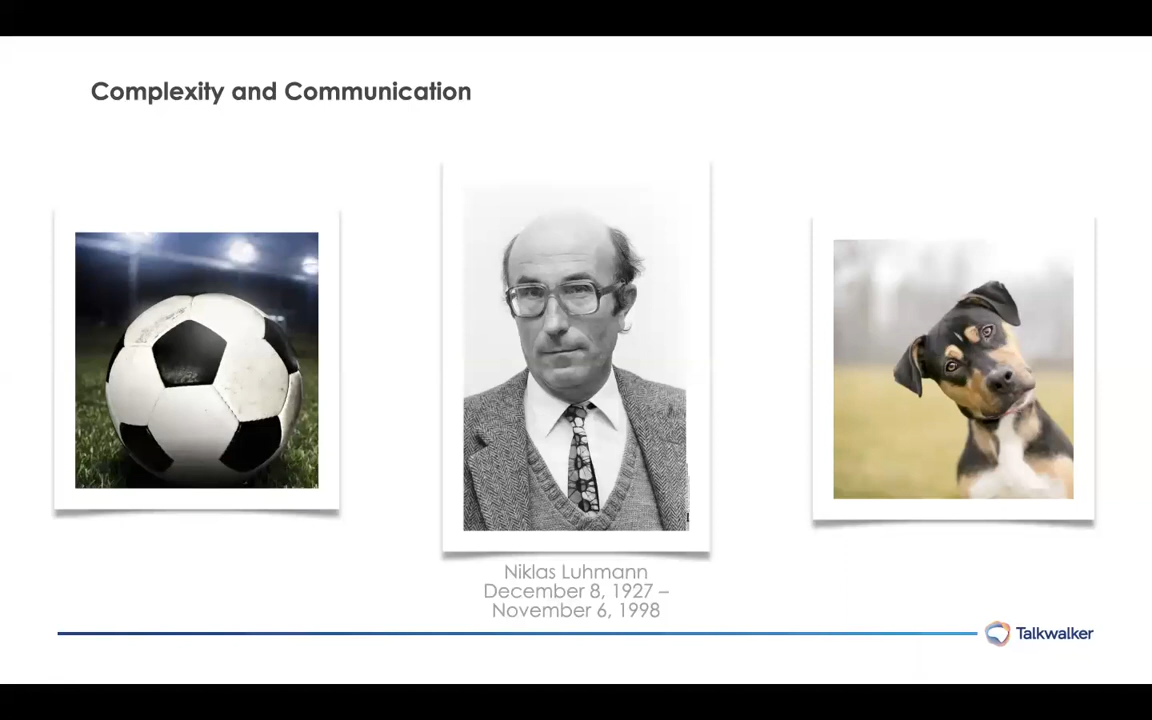 Complexity and Communication
Niklas Luhmann
December 8, 1927 –
November 6, 1998
Talkwalker